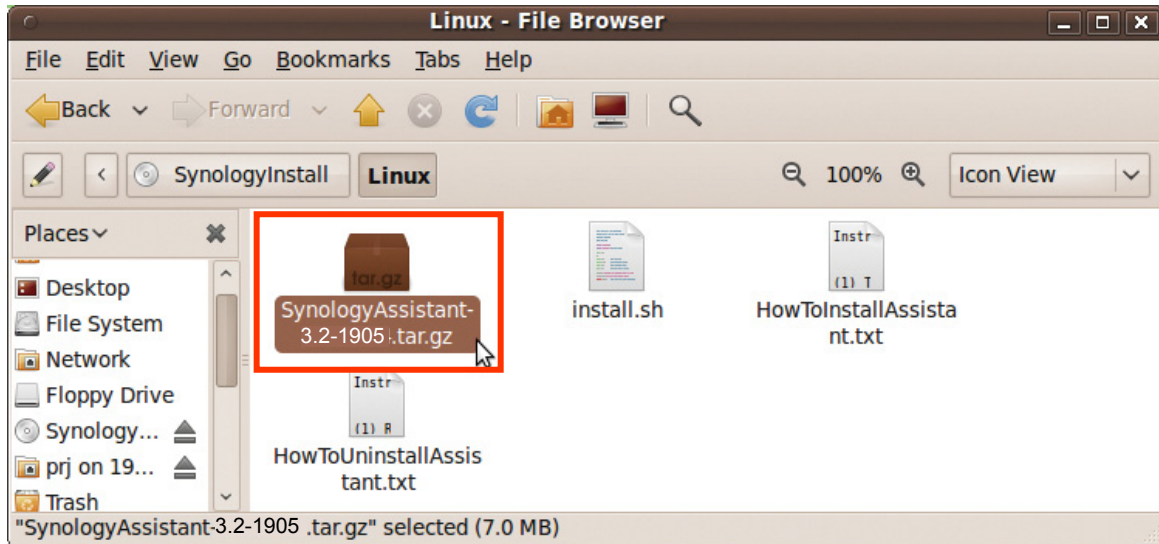 Linux - File Browser
File Edit View Go Bookmarks Tabs Help
Back Forward
SynologyInstall Linux 100% Icon View
Places
Desktop
File System
Network
Floppy Drive
Synology...
prj on 19...
Trash
tar.gz
SynologyAssistant-
3.2-1905 .tar.gz
install.sh
Instr
(1) T
HowToInstallAssista
nt.txt
Instr
(1) R
HowToUninstallAssis
tant.txt
"SynologyAssistant-3.2-1905 .tar.gz" selected (7.0 MB)